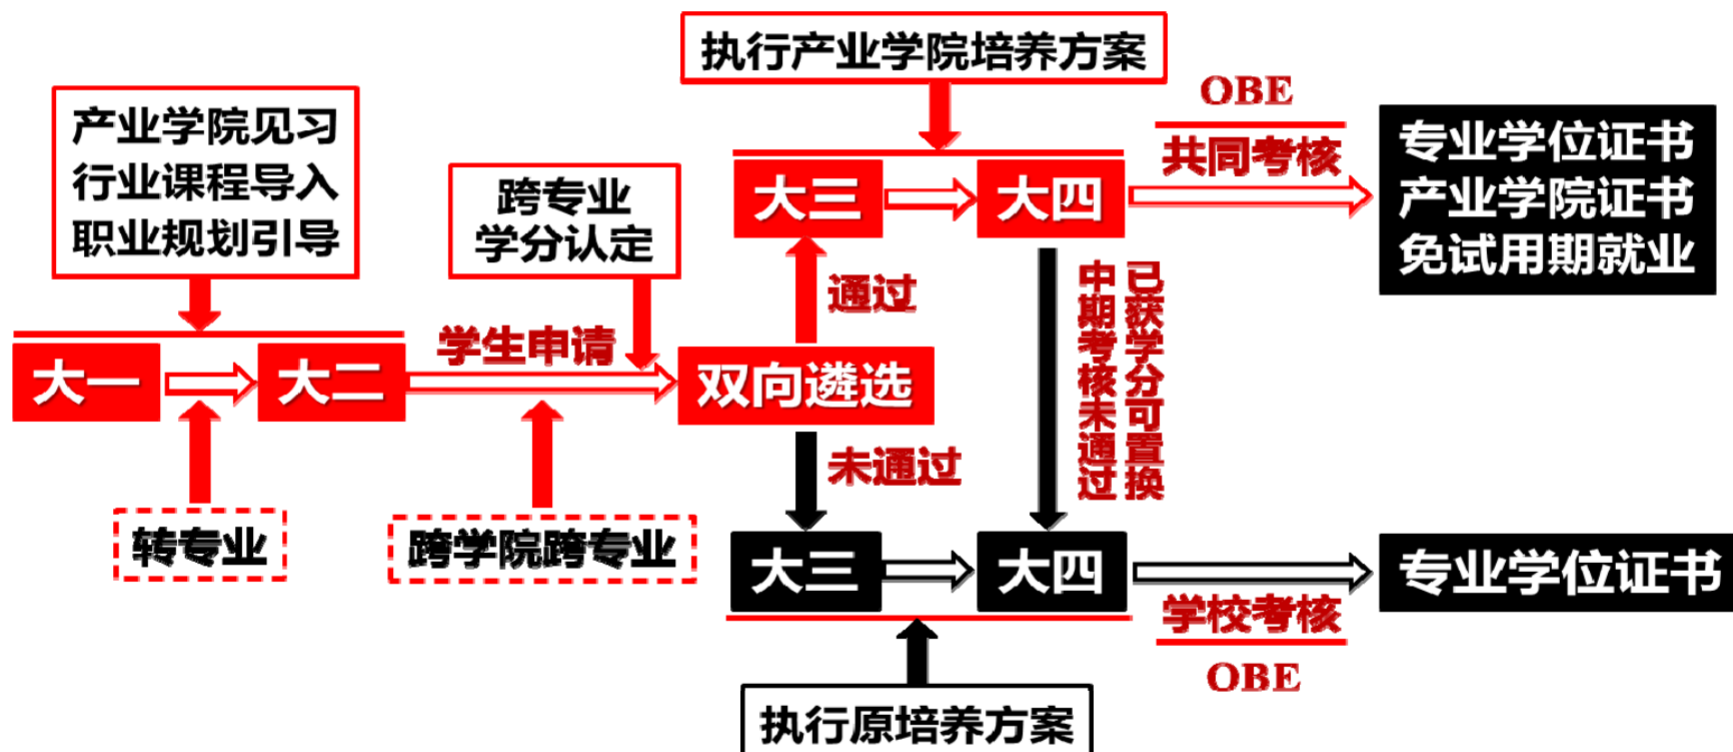 执行产业学院培养方案
OBE
产业学院见习
行业课程导入
职业规划引导
共同考核
专业学位证书
产业学院证书
免试用期就业
跨专业
学分认定
大三
大四
通过
中期考核未通过
已获学分可置换
学生申请
大一
大二
双向遴选
未通过
转专业
跨学院跨专业
大三
大四
专业学位证书
学校考核
OBE
执行原培养方案